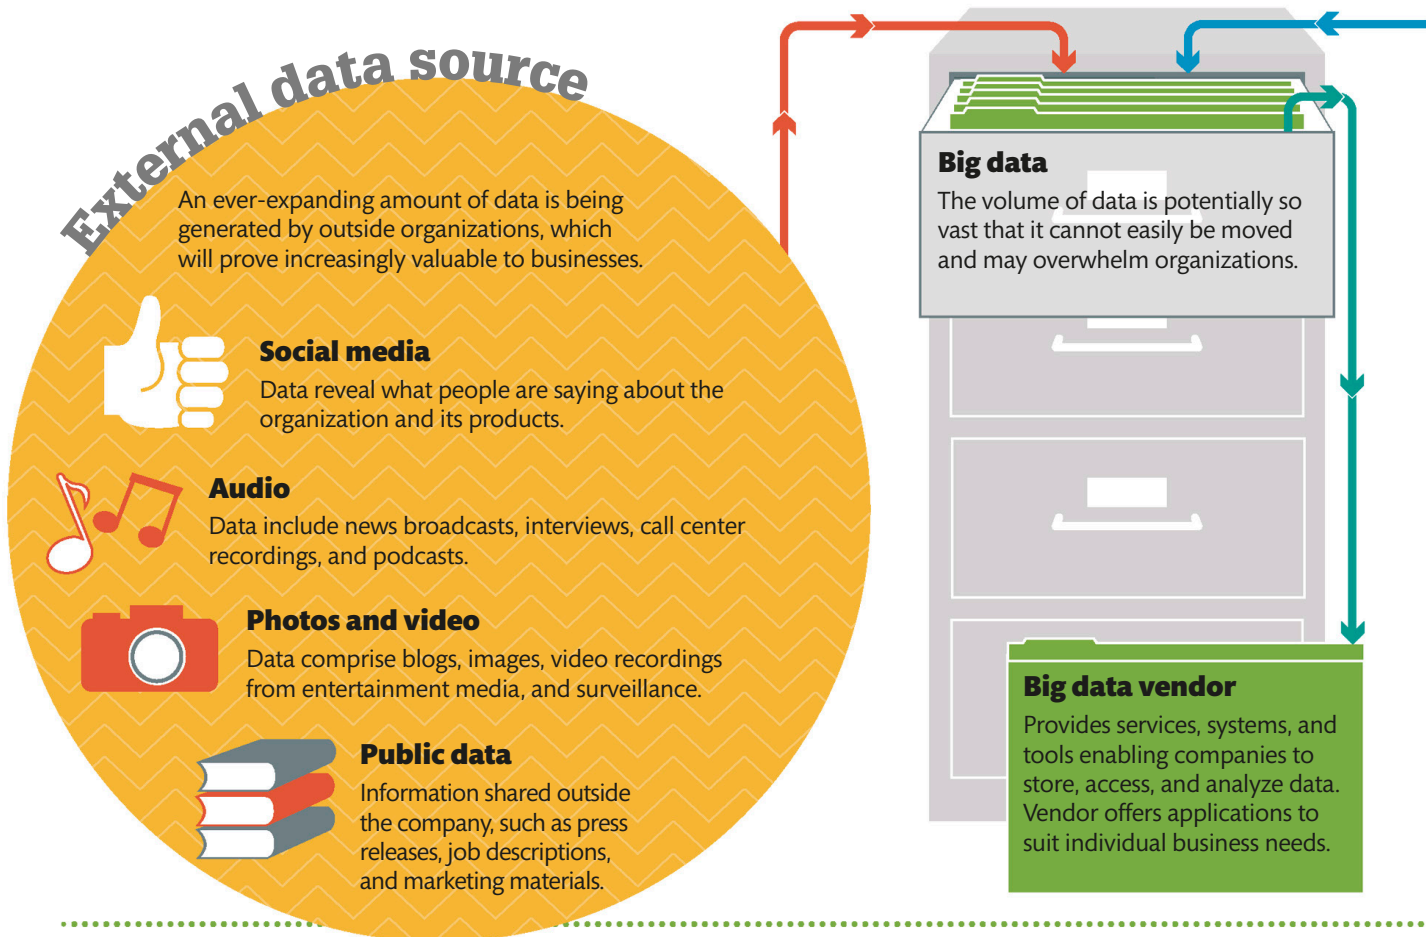 External data source
An ever-expanding amount of data is being
generated by outside organizations, which
will prove increasingly valuable to businesses.
Social media
Data reveal what people are saying about the
organization and its products.
Audio
Data include news broadcasts, interviews, call center
recordings, and podcasts.
Photos and video
Data comprise blogs, images, video recordings
from entertainment media, and surveillance.
Public data
Information shared outside
the company, such as press
releases, job descriptions,
and marketing materials.
Big data
The volume of data is potentially so
vast that it cannot easily be moved
and may overwhelm organizations.
Big data vendor
Provides services, systems, and
tools enabling companies to
store, access, and analyze data.
Vendor offers applications to
suit individual business needs.